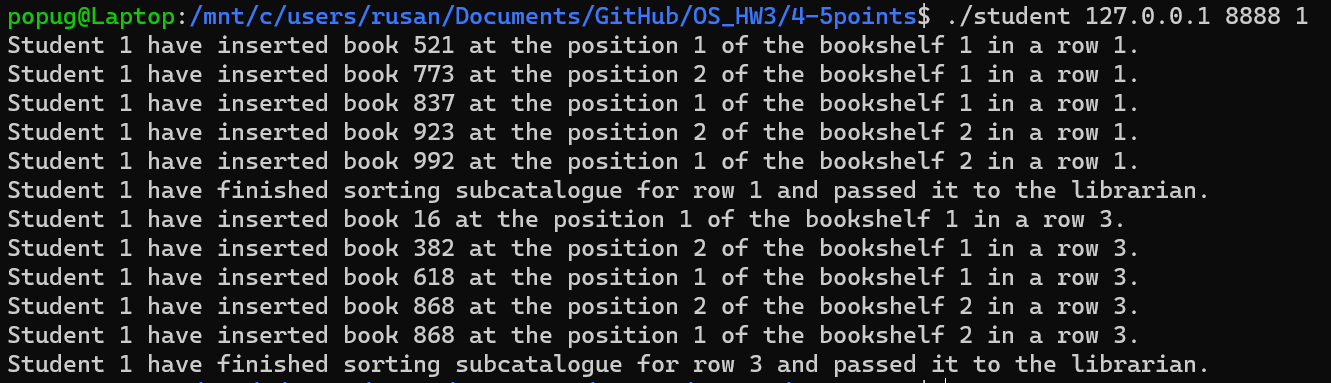 popug@Laptop:/mnt/c/users/rusan/Documents/GitHub/OS_HW3/4-5points$ ./student 127.0.0.1 8888 1
Student 1 have inserted book 521 at the position 1 of the bookshelf 1 in a row 1.
Student 1 have inserted book 773 at the position 2 of the bookshelf 1 in a row 1.
Student 1 have inserted book 837 at the position 1 of the bookshelf 1 in a row 1.
Student 1 have inserted book 923 at the position 2 of the bookshelf 2 in a row 1.
Student 1 have inserted book 992 at the position 1 of the bookshelf 2 in a row 1.
Student 1 have finished sorting subcatalogue for row 1 and passed it to the librarian.
Student 1 have inserted book 16 at the position 1 of the bookshelf 1 in a row 3.
Student 1 have inserted book 382 at the position 2 of the bookshelf 1 in a row 3.
Student 1 have inserted book 618 at the position 1 of the bookshelf 1 in a row 3.
Student 1 have inserted book 868 at the position 2 of the bookshelf 2 in a row 3.
Student 1 have inserted book 868 at the position 1 of the bookshelf 2 in a row 3.
Student 1 have finished sorting subcatalogue for row 3 and passed it to the librarian.